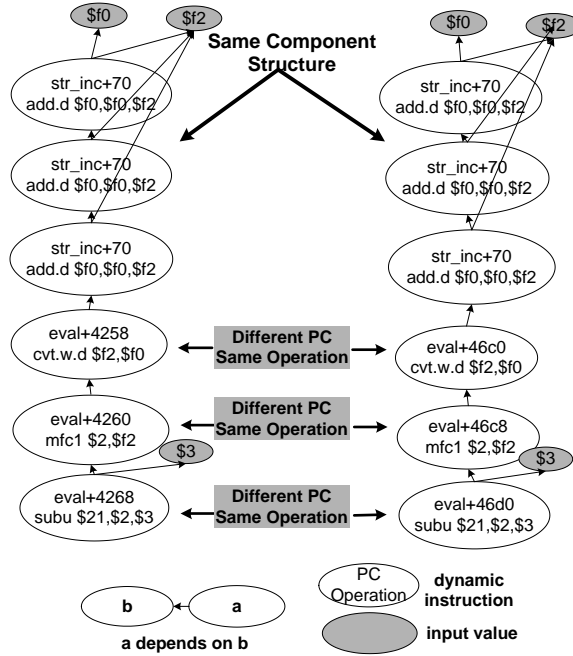 $f0
$f2
Same Component
Structure
$f0
$f2
str_inc+70
add.d $f0,$f0,$f2
str_inc+70
add.d $f0,$f0,$f2
str_inc+70
add.d $f0,$f0,$f2
str_inc+70
add.d $f0,$f0,$f2
str_inc+70
add.d $f0,$f0,$f2
str_inc+70
add.d $f0,$f0,$f2
eval+4258
cvt.w.d $f2,$f0
Different PC
Same Operation
eval+46c0
cvt.w.d $f2,$f0
eval+4260
mfc1 $2,$f2
Different PC
Same Operation
eval+46c8
mfc1 $2,$f2
$3
$3
eval+4268
subu $21,$2,$3
Different PC
Same Operation
eval+46d0
subu $21,$2,$3
b
a
a depends on b
PC
Operation
dynamic
instruction
input value